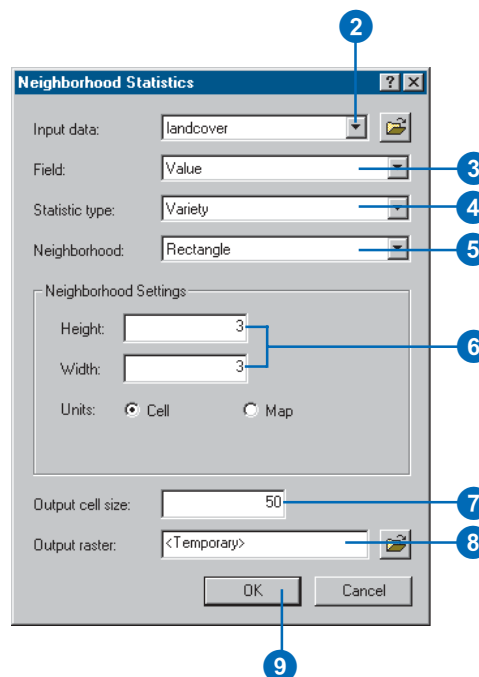 2
Neighborhood Statistics ? ×
Input data: landcover
Field: Value 3
Statistic type: Variety 4
Neighborhood: Rectangle 5
Neighborhood Settings
Height: 3
6
Width: 3
Units: Cell Map
Output cell size: 50 7
Output raster: <Temporary> 8
OK Cancel
9